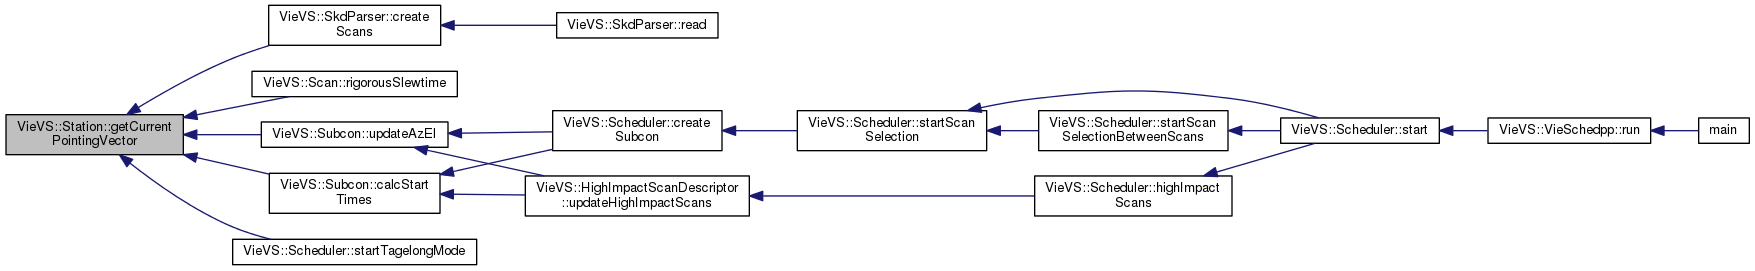 VieVS::SkdParser::create
Scans
VieVS::SkdParser::read
VieVS::Scan::rigorousSlewtime
VieVS::Station::getCurrent
PointingVector
VieVS::Subcon::updateAzEl
VieVS::Scheduler::create
Subcon
VieVS::Scheduler::startScan
Selection
VieVS::Scheduler::startScan
SelectionBetweenScans
VieVS::Scheduler::start
VieVS::VieSchedpp::run
main
VieVS::Subcon::calcStart
Times
VieVS::HighImpactScanDescriptor
::updateHighImpactScans
VieVS::Scheduler::highImpact
Scans
VieVS::Scheduler::startTagelongMode